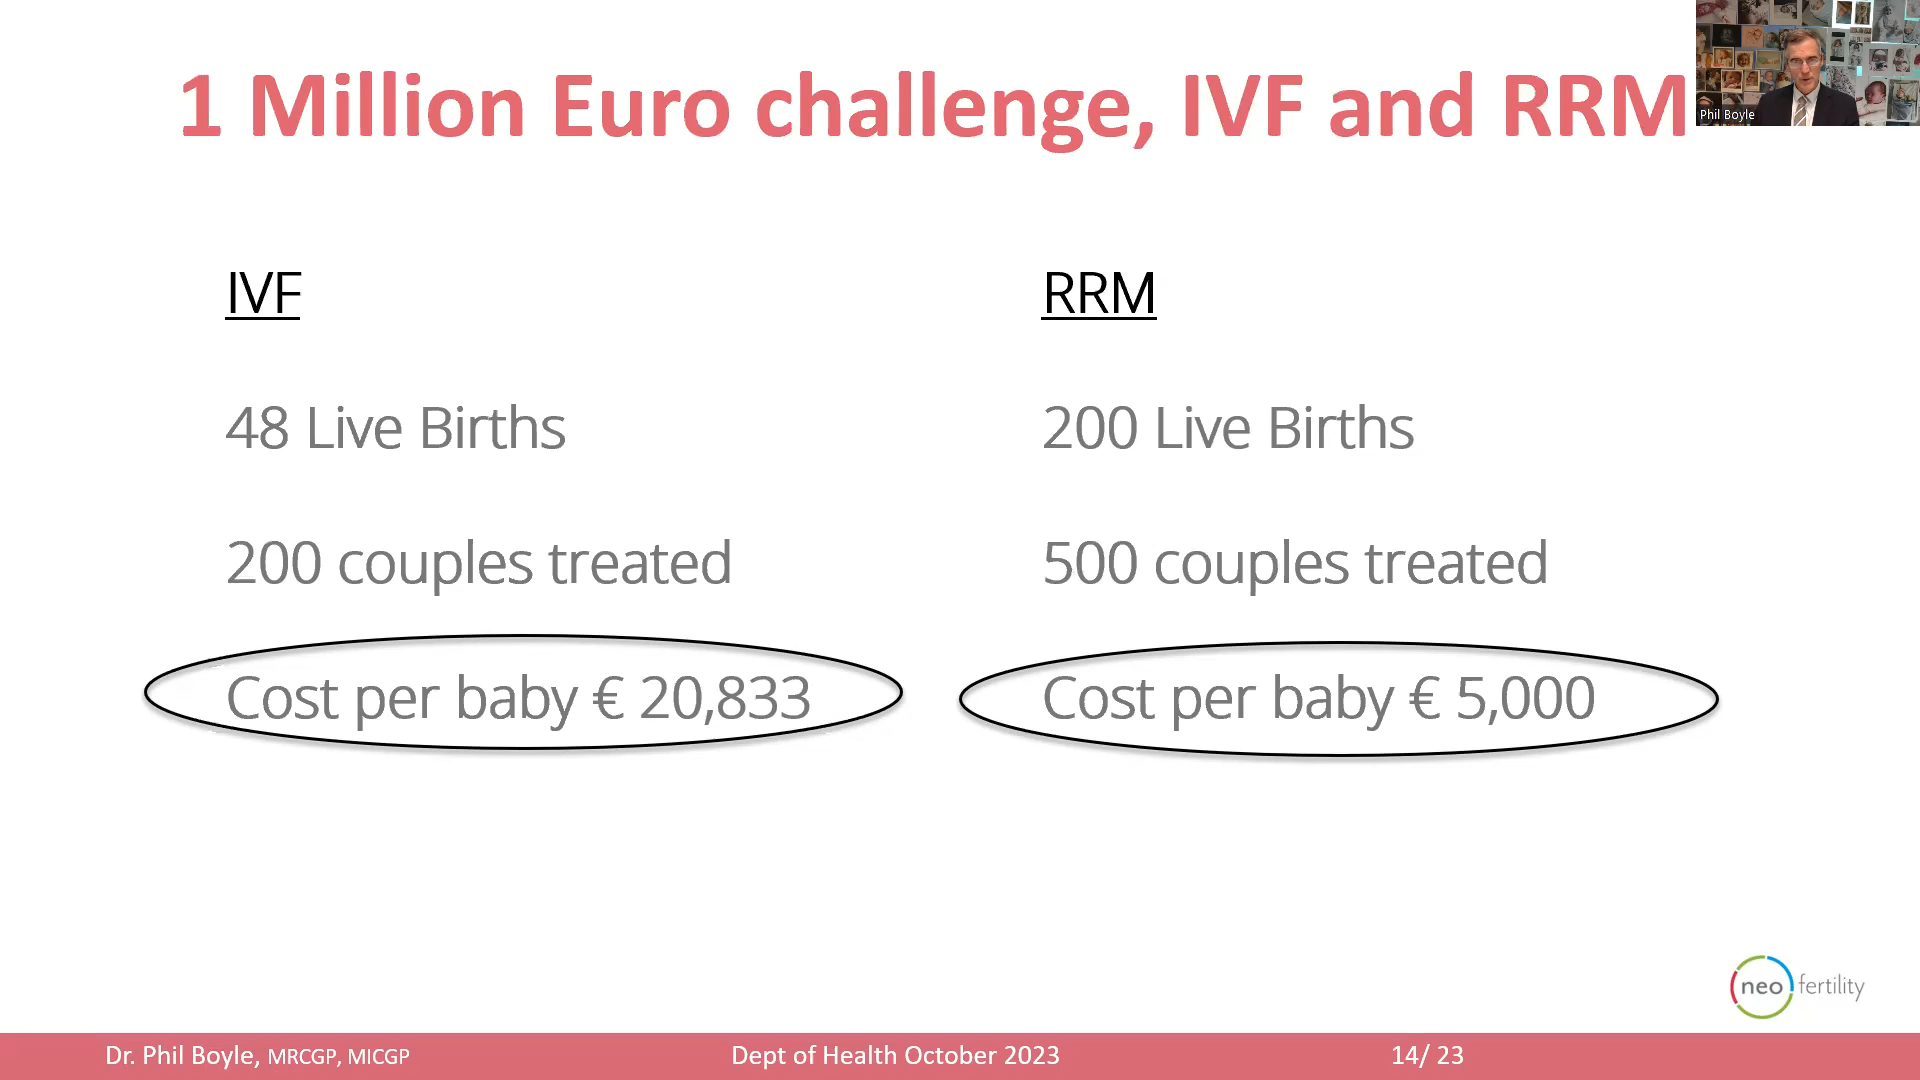 1 Million Euro challenge, IVF and RRM
Phil Boyle
IVF
48 Live Births
200 couples treated
Cost per baby € 20,833
RRM
200 Live Births
500 couples treated
Cost per baby € 5,000
neo fertility
Dr. Phil Boyle, MRCGP, MICGP
Dept of Health October 2023
14/ 23